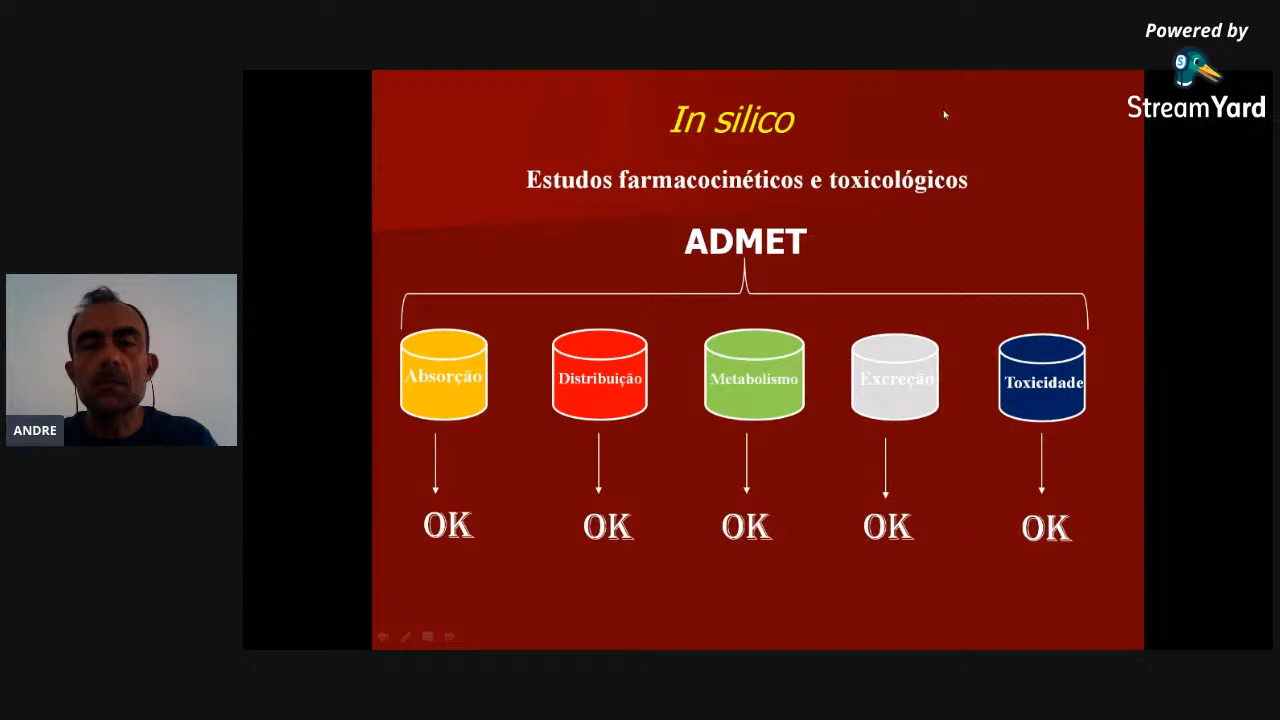 Powered by
StreamYard
In silico
Estudos farmacocinéticos e toxicológicos
ADMET
Absorção
Distribuição
Metabolismo
Excreção
Toxicidade
OK
OK
OK
OK
OK
ANDRE